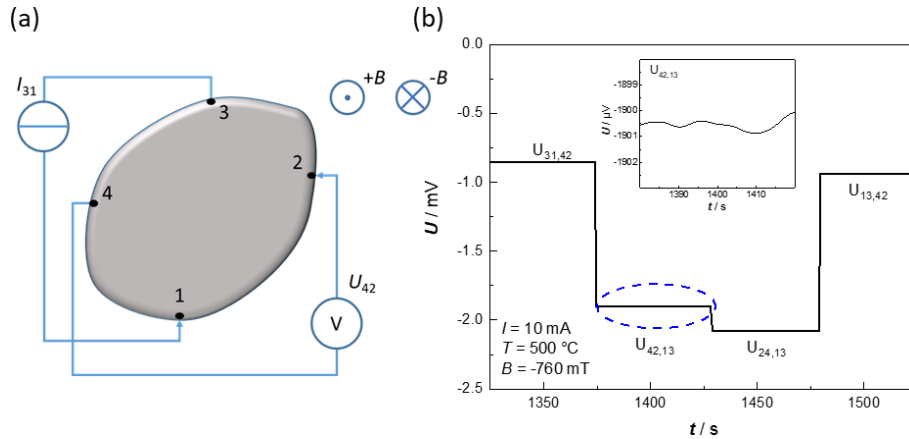 (a)
I31
3
+B
-B
2
4
U42
1
V
(b)
0.0
-0.5
-1.0
-1.5
-2.0
-2.5
U / mV
U31,42
U42,13
-1899
-1900
-1901
-1902
U / µV
1390
1400
1410
t / s
U13,42
I = 10 mA
T = 500 °C
B = -760 mT
U42,13
U24,13
1350
1400
1450
1500
t / s